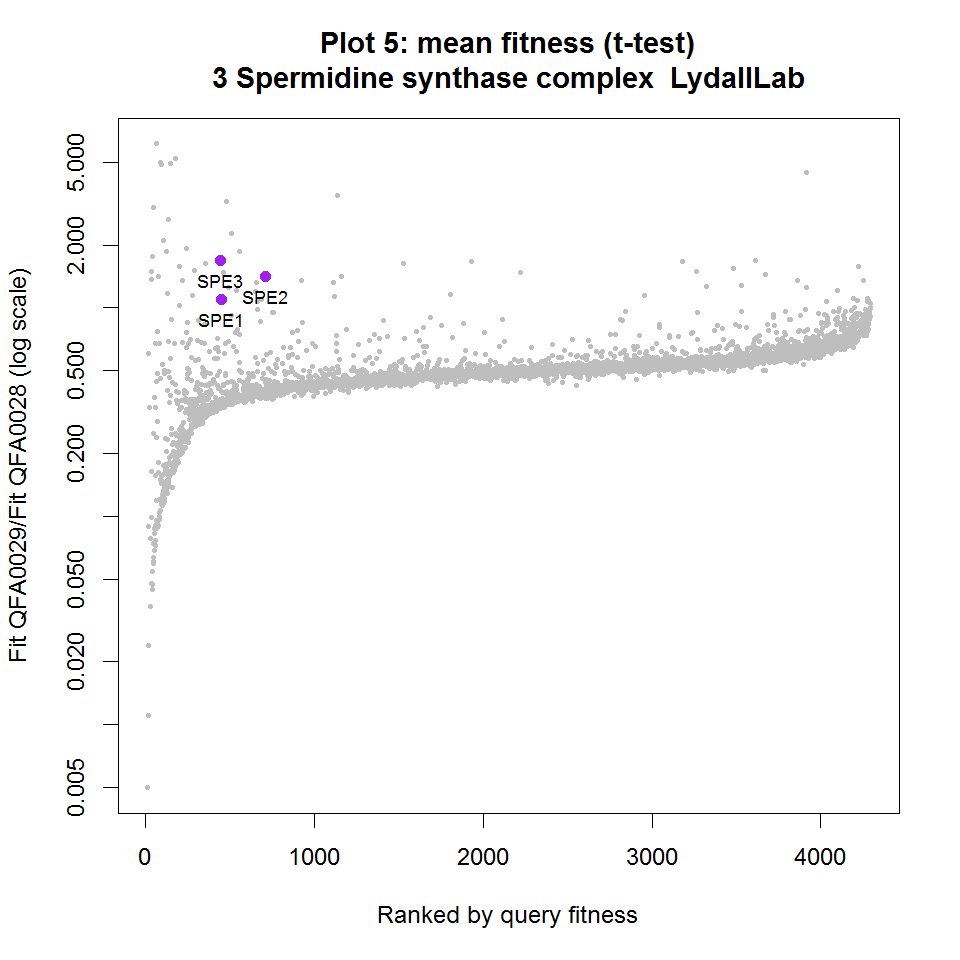 Plot 5: mean fitness (t-test)
3 Spermidine synthase complex  LydallLab
Fit QFA0029/Fit QFA0028 (log scale)
5.000
2.000
0.500
0.200
0.050
0.020
0.005
SPE3
SPE2
SPE1
0
1000
2000
3000
4000
Ranked by query fitness